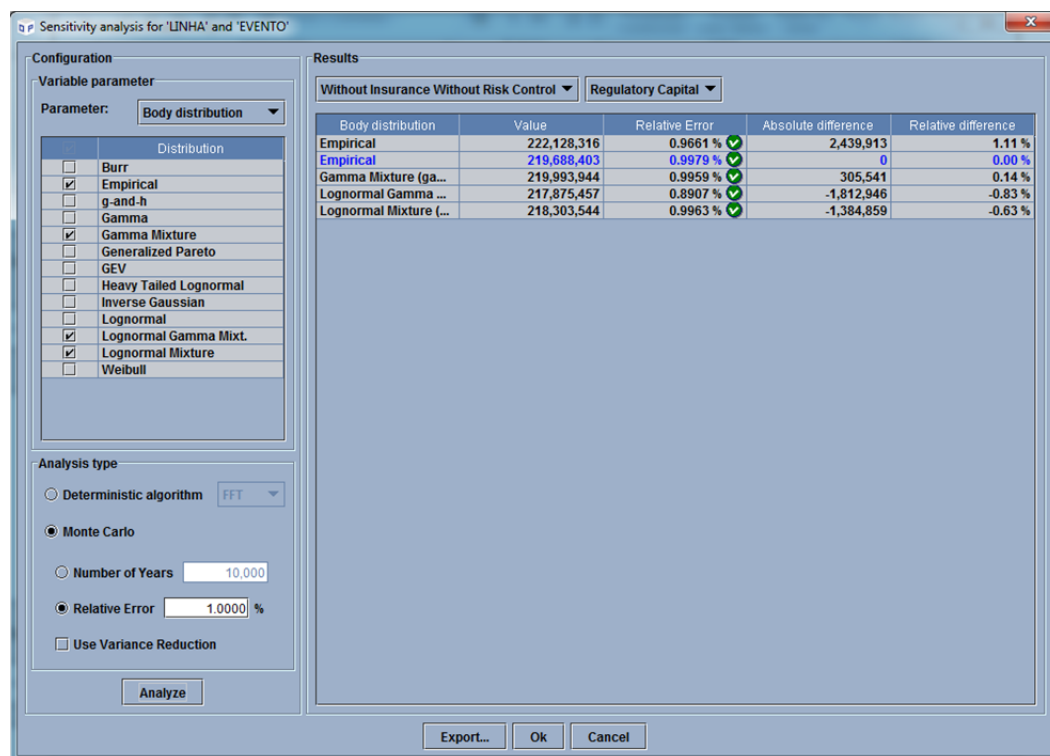 Sensitivity analysis for 'LINHA' and 'EVENTO'
Configuration
Variable parameter
Parameter: Body distribution
Distribution
Burr
Empirical
g-and-h
Gamma
Gamma Mixture
Generalized Pareto
GEV
Heavy Tailed Lognormal
Inverse Gaussian
Lognormal
Lognormal Gamma Mixt.
Lognormal Mixture
Weibull
Analysis type
Deterministic algorithm FFT
Monte Carlo
Number of Years 10,000
Relative Error 1.0000 %
Use Variance Reduction
Analyze
Results
Without Insurance Without Risk Control Regulatory Capital
Body distribution Value Relative Error Absolute difference Relative difference
Empirical 222,128,316 0.9661 % 2,439,913 1.11 %
Empirical 219,688,403 0.9979 % 0 0.00 %
Gamma Mixture (ga... 219,993,944 0.9959 % 305,541 0.14 %
Lognormal Gamma ... 217,875,457 0.8907 % -1,812,946 -0.83 %
Lognormal Mixture (... 218,303,544 0.9963 % -1,384,859 -0.63 %
Export... Ok Cancel